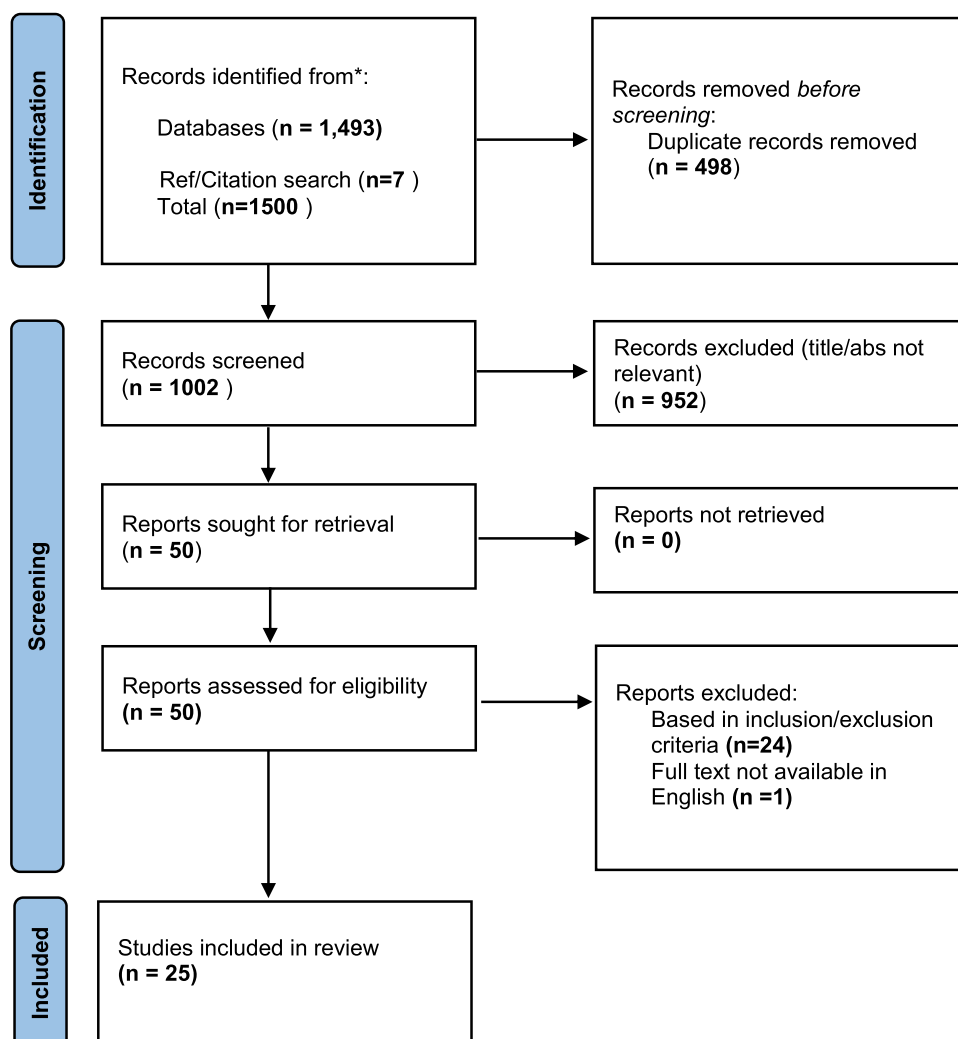 Identification
Records identified from*:
Databases (n = 1,493)
Ref/Citation search (n=7 )
Total (n=1500 )
Records removed before
screening:
Duplicate records removed
(n = 498)
Screening
Records screened
(n = 1002 )
Records excluded (title/abs not
relevant)
(n = 952)
Reports sought for retrieval
(n = 50)
Reports not retrieved
(n = 0)
Reports assessed for eligibility
(n = 50)
Reports excluded:
Based in inclusion/exclusion
criteria (n=24)
Full text not available in
English (n =1)
Included
Studies included in review
(n = 25)